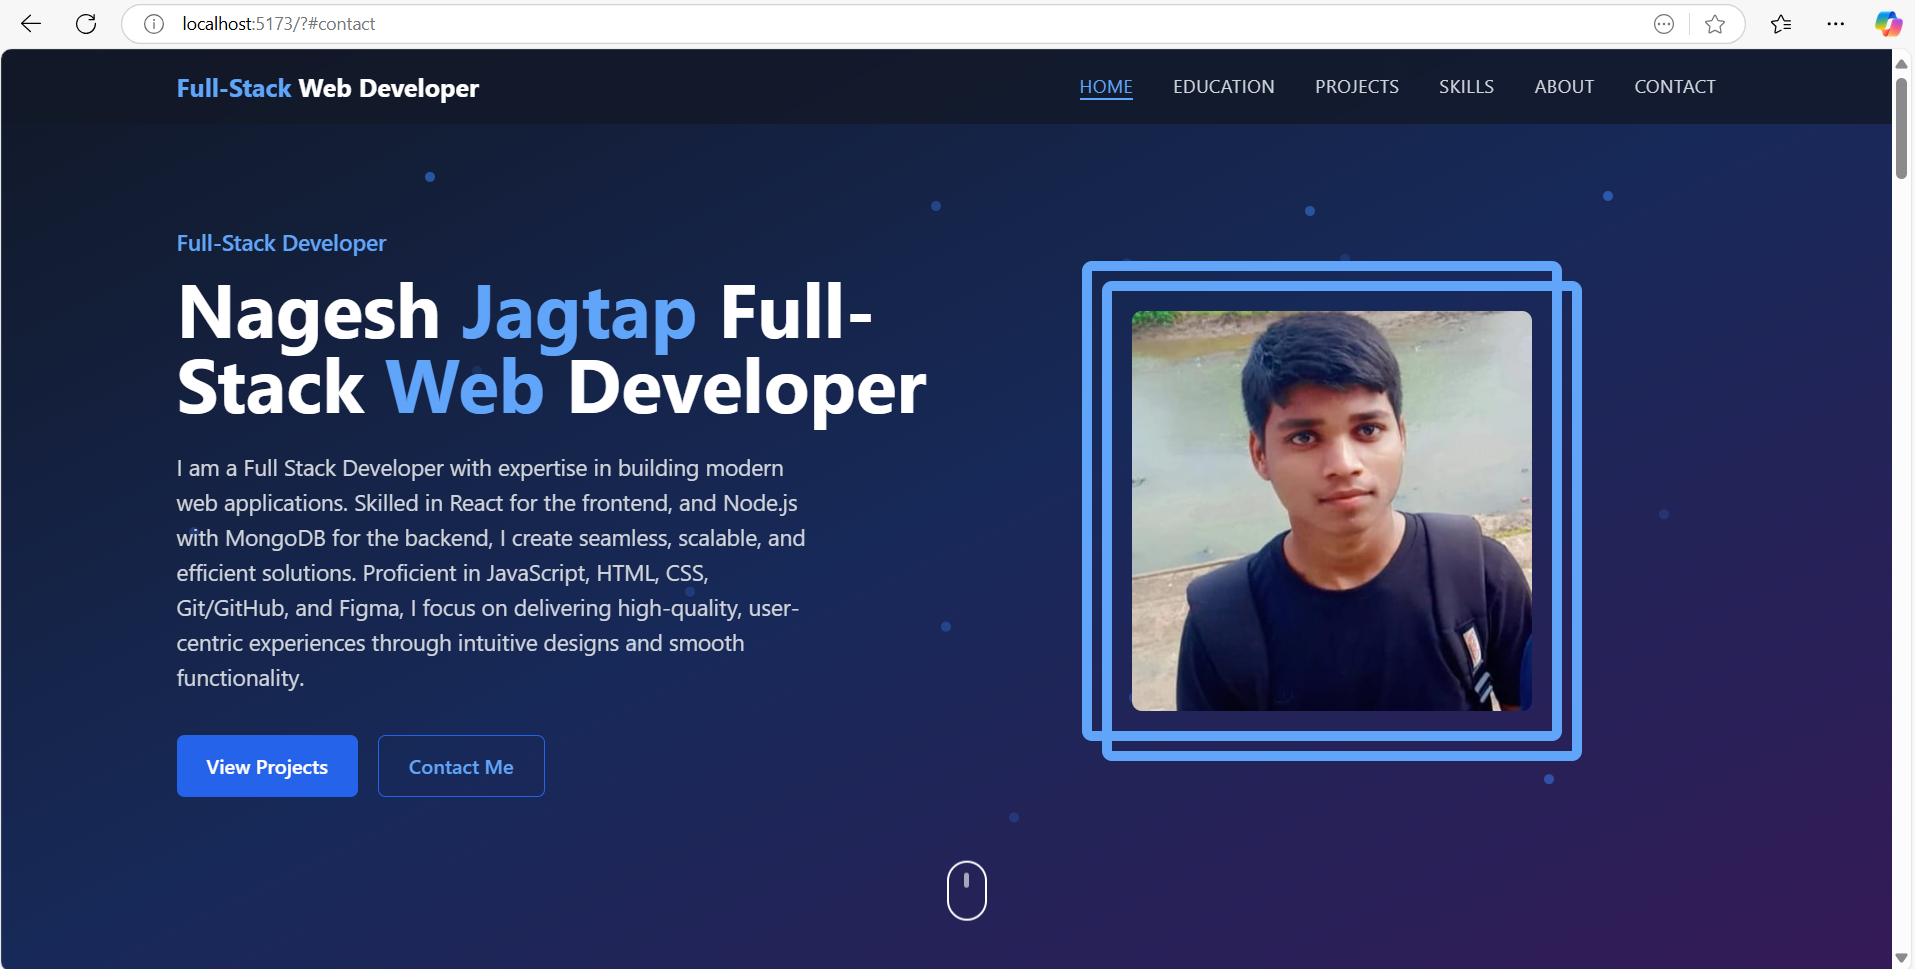 localhost:5173/?#contact
Full-Stack Web Developer
HOME EDUCATION PROJECTS SKILLS ABOUT CONTACT
Full-Stack Developer
Nagesh Jagtap Full-
Stack Web Developer
I am a Full Stack Developer with expertise in building modern
web applications. Skilled in React for the frontend, and Node.js
with MongoDB for the backend, I create seamless, scalable, and
efficient solutions. Proficient in JavaScript, HTML, CSS,
Git/GitHub, and Figma, I focus on delivering high-quality, user-
centric experiences through intuitive designs and smooth
functionality.
View Projects Contact Me